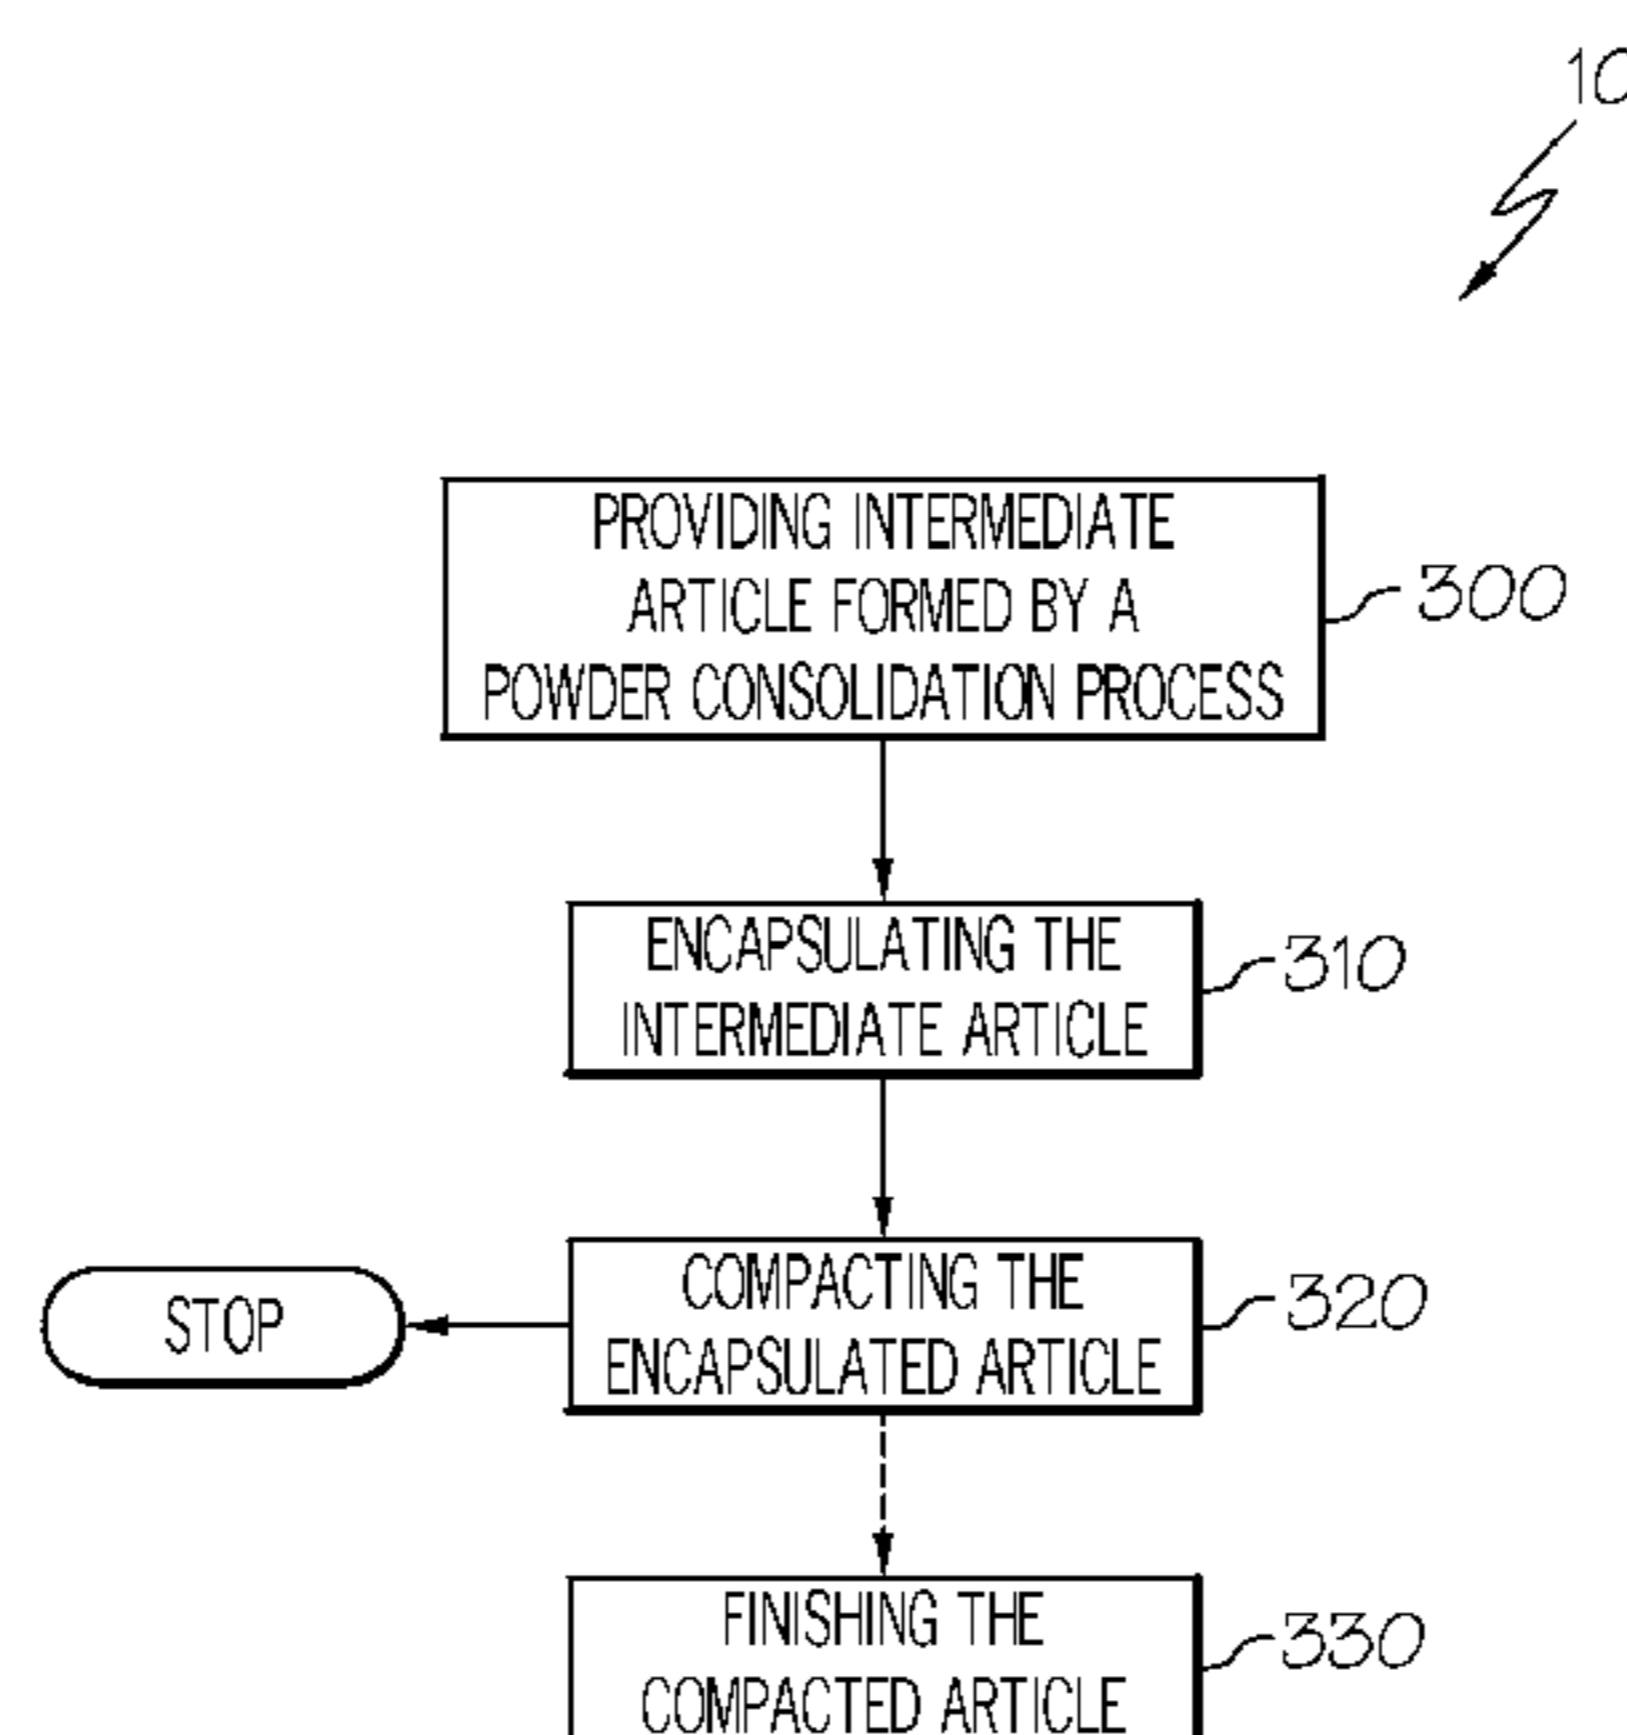 10
PROVIDING INTERMEDIATE
ARTICLE FORMED BY A
POWDER CONSOLIDATION PROCESS
300
ENCAPSULATING THE
INTERMEDIATE ARTICLE
310
STOP
COMPACTING THE
ENCAPSULATED ARTICLE
320
FINISHING THE
COMPACTED ARTICLE
330